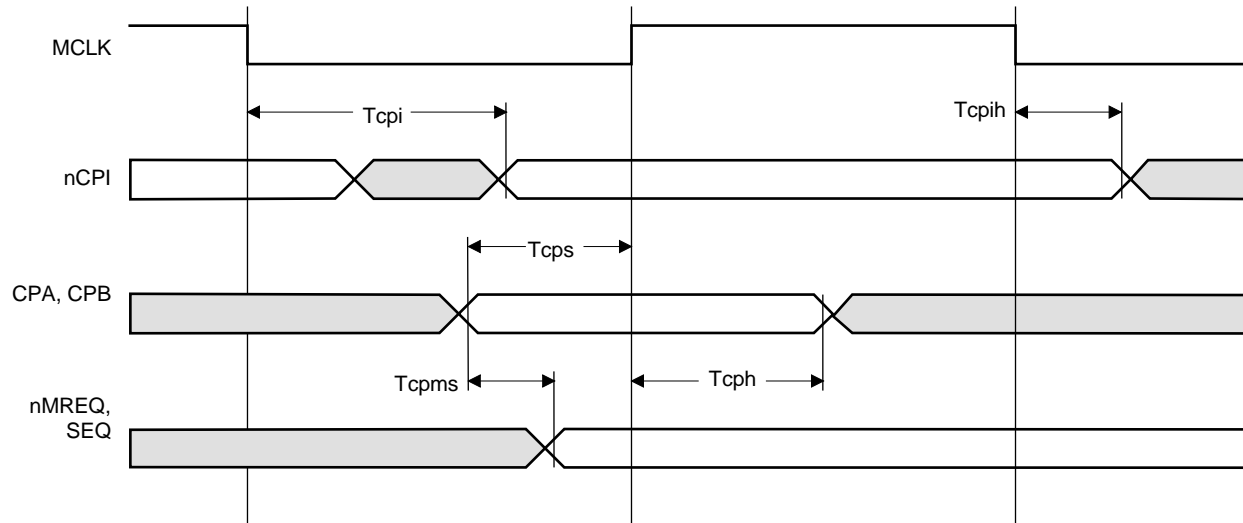 MCLK
Tcpi
Tcpih
nCPI
Tcps
CPA, CPB
Tcpms
Tcph
nMREQ,
SEQ